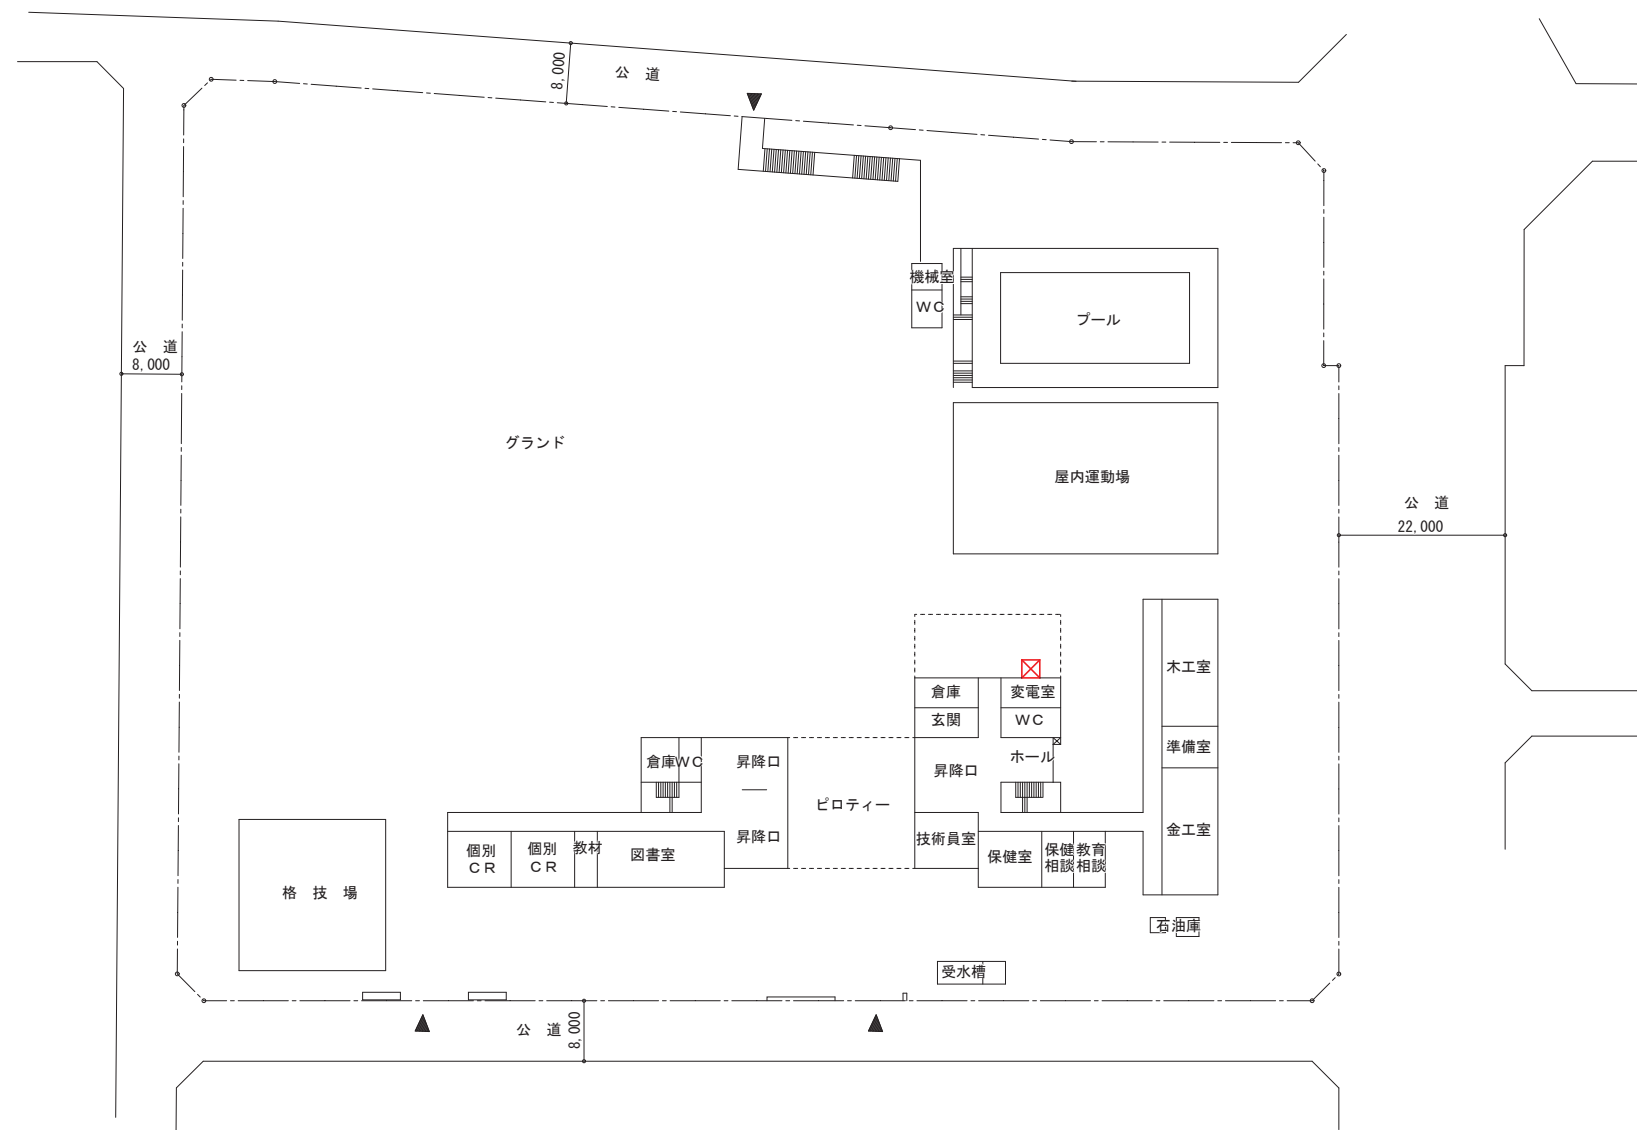 8,000
公　道
機械室
WC
プール
公　道
8,000
グランド
屋内運動場
公　道
22,000
木工室
倉庫
変電室
玄関
WC
準備室
倉庫
WC
昇降口
昇降口
ホール
ピロティー
昇降口
技術員室
金工室
個別
CR
個別
CR
教材
図書室
保健室
保健
相談
教育
相談
格　技　場
石油庫
受水槽
公　道
8,000